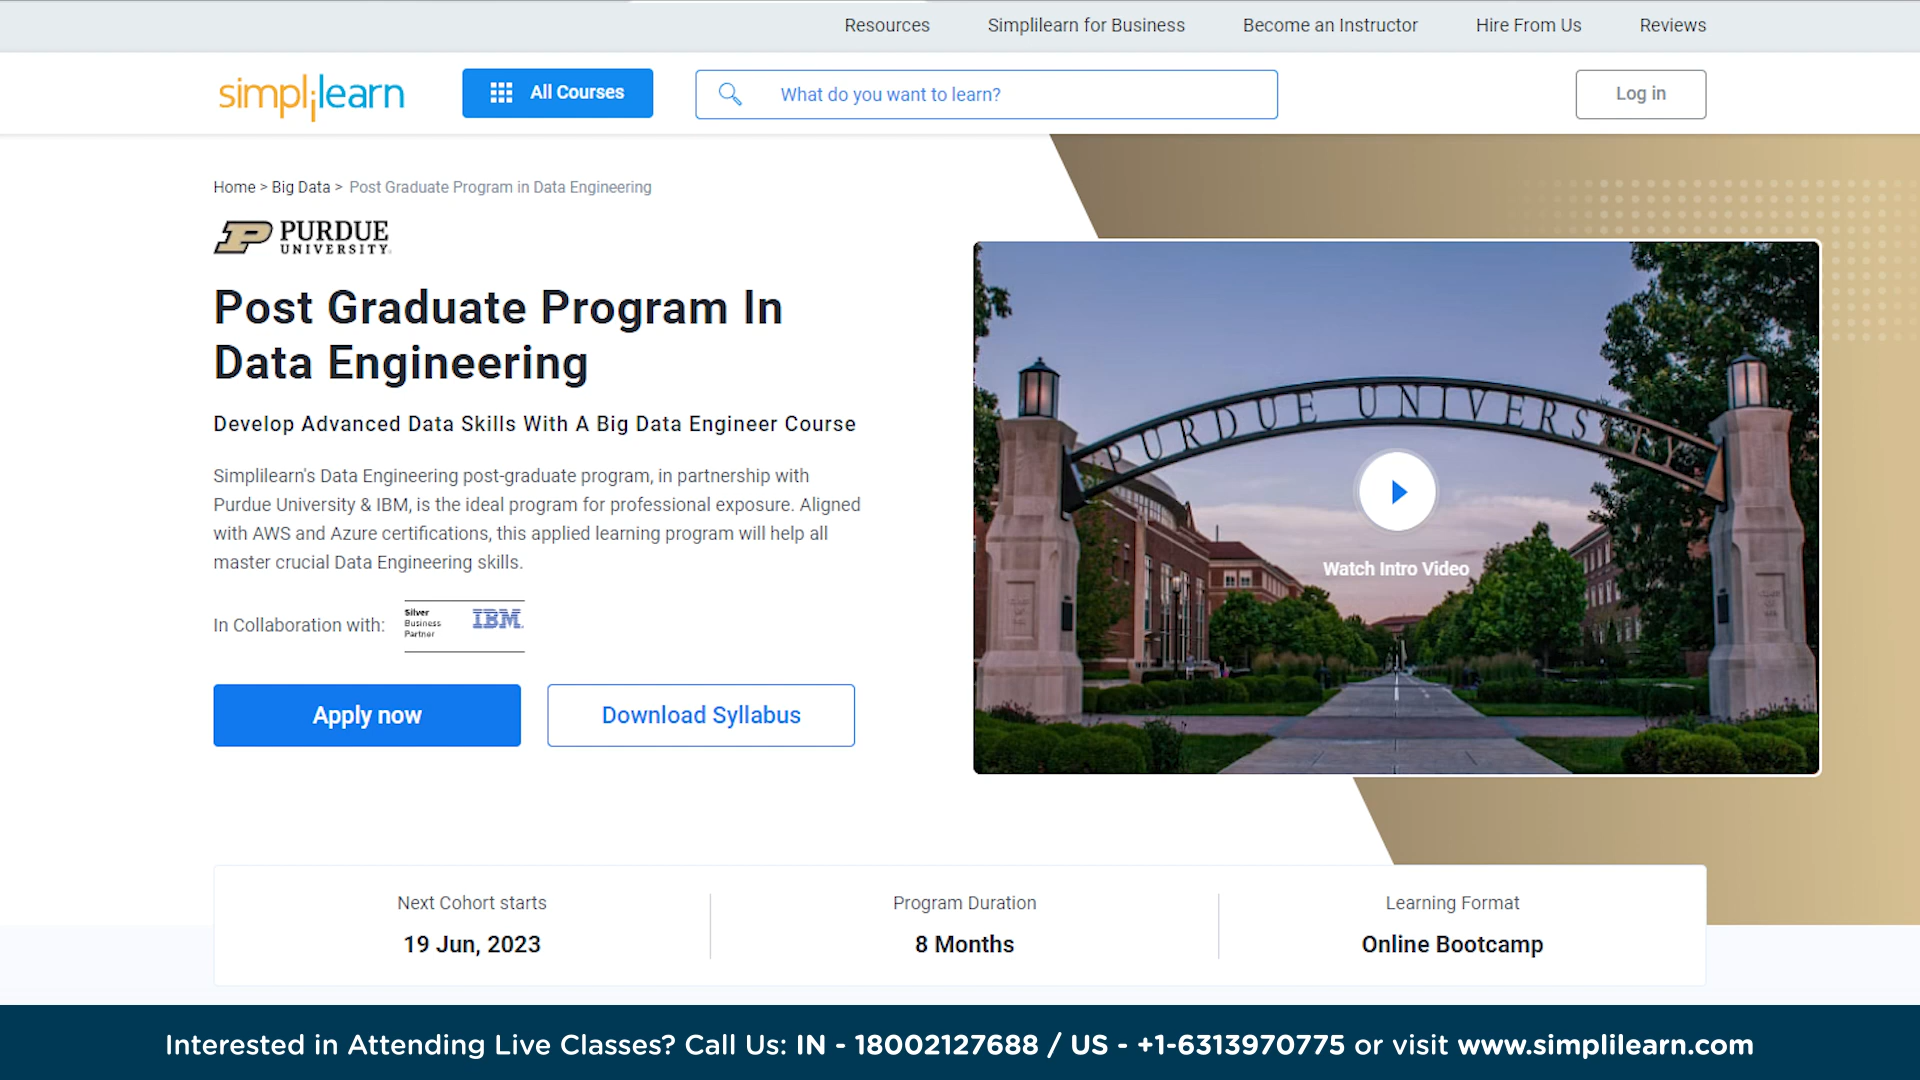 Resources Simplilearn for Business Become an Instructor Hire From Us Reviews
simplilearn All Courses What do you want to learn? Log in
Home > Big Data > Post Graduate Program in Data Engineering
PURDUE
UNIVERSITY
Post Graduate Program In
Data Engineering
Develop Advanced Data Skills With A Big Data Engineer Course
Simplilearn's Data Engineering post-graduate program, in partnership with
Purdue University & IBM, is the ideal program for professional exposure. Aligned
with AWS and Azure certifications, this applied learning program will help all
master crucial Data Engineering skills.
In Collaboration with:
Silver
Business
Partner
IBM
Apply now Download Syllabus
PURDUE UNIVERSITY
Watch Intro Video
Next Cohort starts
19 Jun, 2023
Program Duration
8 Months
Learning Format
Online Bootcamp
Interested in Attending Live Classes? Call Us: IN - 18002127688 / US - +1-6313970775 or visit www.simplilearn.com